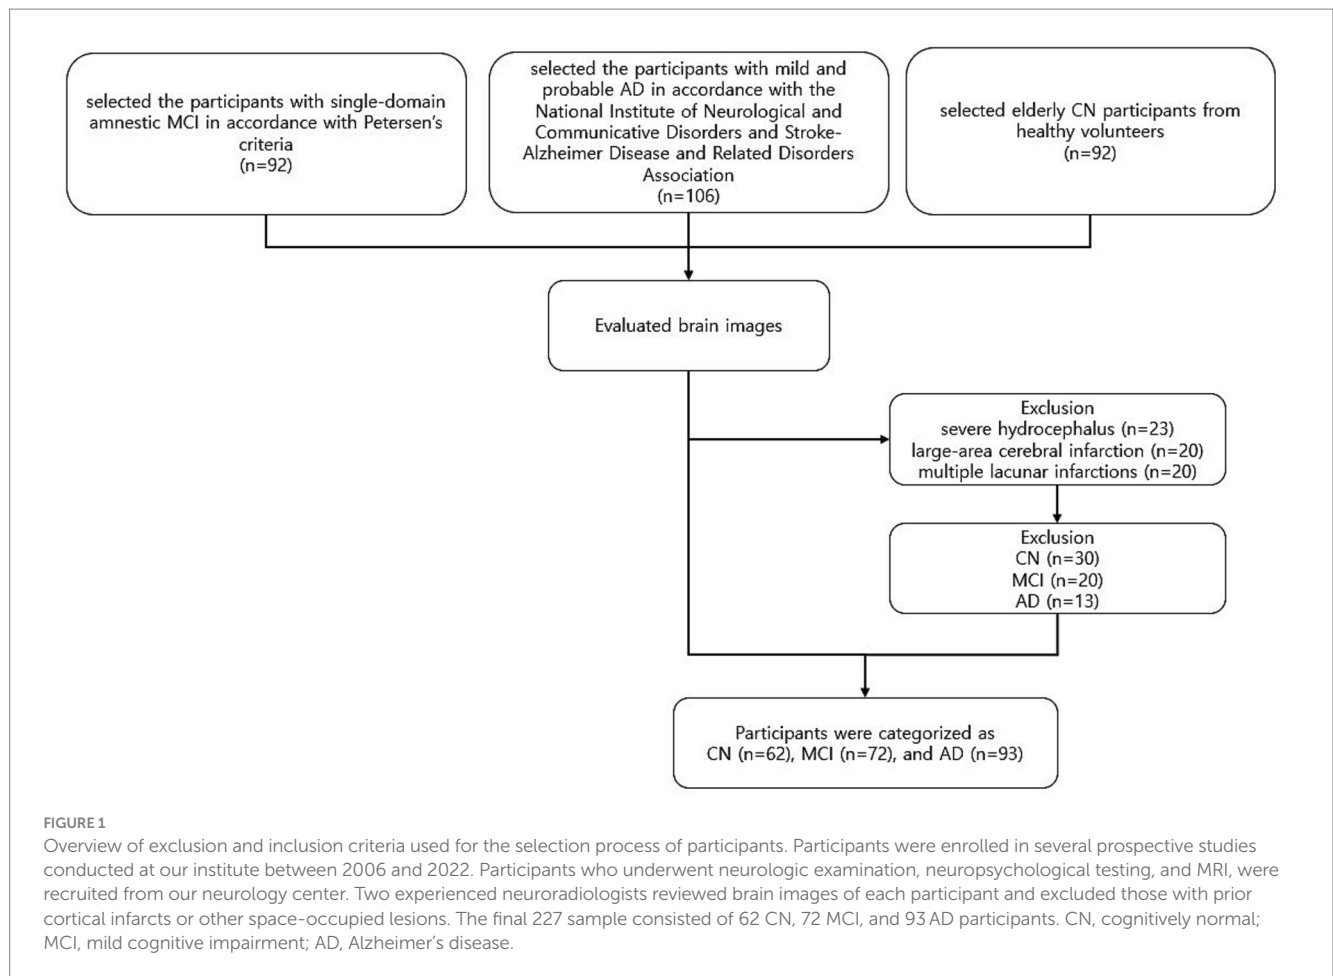 selected the participants with single-domain
amnestic MCI in accordance with Petersen's
criteria
(n=92)
selected the participants with mild and
probable AD in accordance with the
National Institute of Neurological and
Communicative Disorders and Stroke-
Alzheimer Disease and Related Disorders
Association
(n=106)
selected elderly CN participants from
healthy volunteers
(n=92)
Evaluated brain images
Exclusion
severe hydrocephalus (n=23)
large-area cerebral infarction (n=20)
multiple lacunar infarctions (n=20)
Exclusion
CN (n=30)
MCI (n=20)
AD (n=13)
Participants were categorized as
CN (n=62), MCI (n=72), and AD (n=93)
FIGURE 1
Overview of exclusion and inclusion criteria used for the selection process of participants. Participants were enrolled in several prospective studies
conducted at our institute between 2006 and 2022. Participants who underwent neurologic examination, neuropsychological testing, and MRI, were
recruited from our neurology center. Two experienced neuroradiologists reviewed brain images of each participant and excluded those with prior
cortical infarcts or other space-occupied lesions. The final 227 sample consisted of 62 CN, 72 MCI, and 93 AD participants. CN, cognitively normal;
MCI, mild cognitive impairment; AD, Alzheimer's disease.